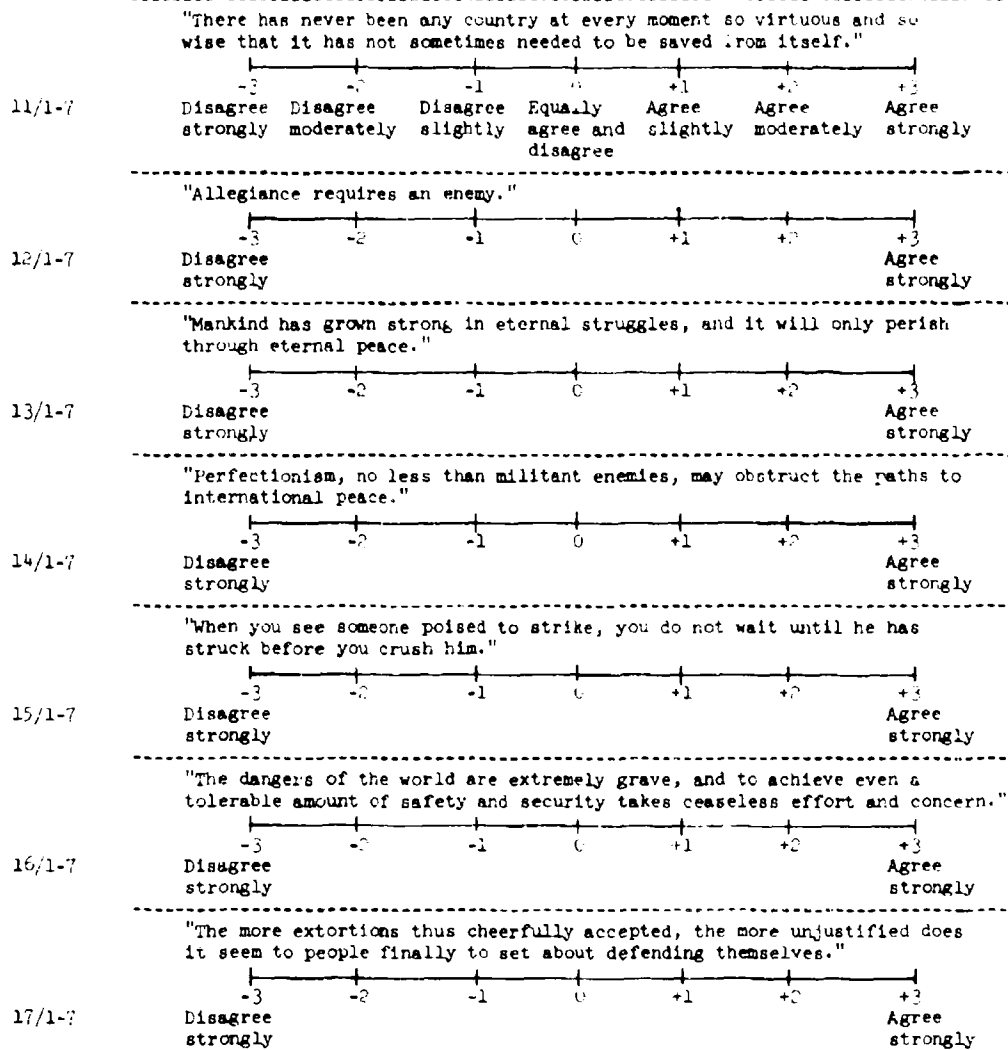 "There has never been any country at every moment so virtuous and so
wise that it has not sometimes needed to be saved from itself."
-3 -2 -1 0 +1 +2 +3
11/1-7 Disagree Disagree Disagree Equally Agree Agree Agree
strongly moderately slightly agree and slightly moderately strongly
disagree
"Allegiance requires an enemy."
-3 -2 -1 0 +1 +2 +3
12/1-7 Disagree Agree
strongly strongly
"Mankind has grown strong in eternal struggles, and it will only perish
through eternal peace."
-3 -2 -1 0 +1 +2 +3
13/1-7 Disagree Agree
strongly strongly
"Perfectionism, no less than militant enemies, may obstruct the paths to
international peace."
-3 -2 -1 0 +1 +2 +3
14/1-7 Disagree Agree
strongly strongly
"When you see someone poised to strike, you do not wait until he has
struck before you crush him."
-3 -2 -1 0 +1 +2 +3
15/1-7 Disagree Agree
strongly strongly
"The dangers of the world are extremely grave, and to achieve even a
tolerable amount of safety and security takes ceaseless effort and concern."
-3 -2 -1 0 +1 +2 +3
16/1-7 Disagree Agree
strongly strongly
"The more extortions thus cheerfully accepted, the more unjustified does
it seem to people finally to set about defending themselves."
-3 -2 -1 0 +1 +2 +3
17/1-7 Disagree Agree
strongly strongly